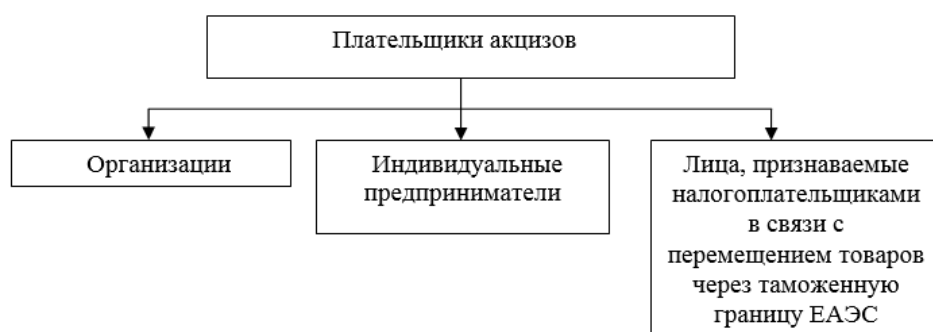 Плательщики акцизов
Организации
Индивидуальные
предприниматели
Лица, признаваемые
налогоплательщиками
в связи с
перемещением товаров
через таможенную
границу ЕАЭС